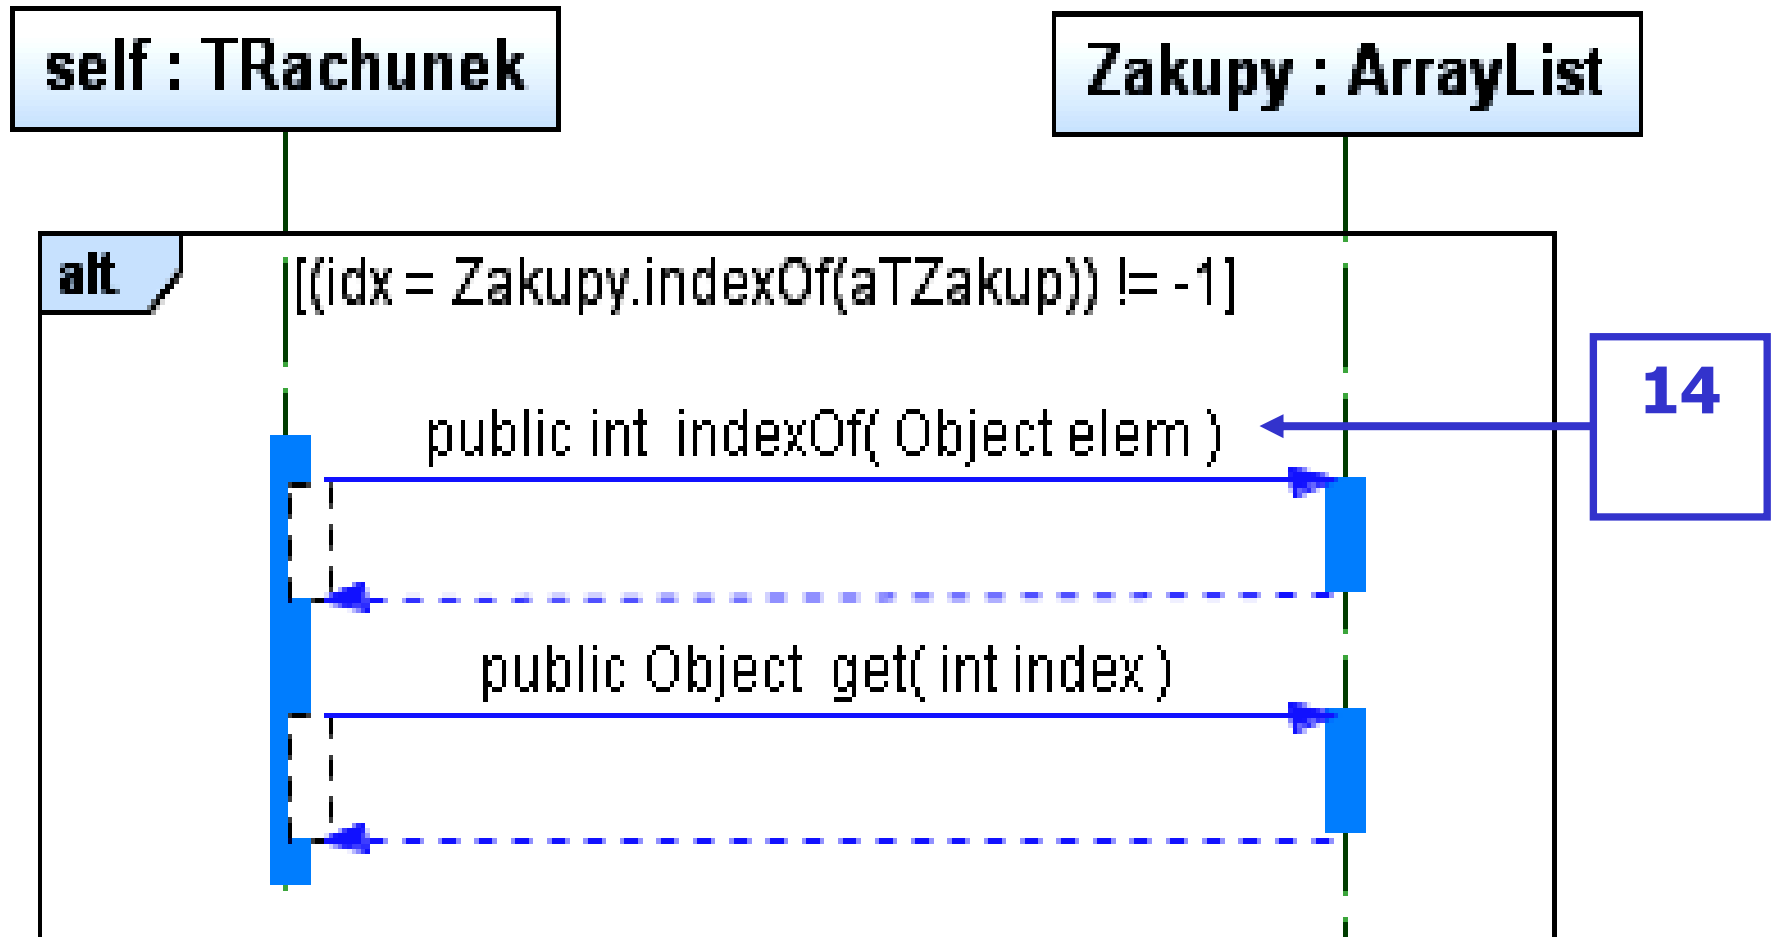 self : TRachunek
Zakupy : ArrayList
alt
[(idx = Zakupy.indexOf(aTZakup)) != -1]
14
public int indexOf( Object elem )
public Object get( int index )